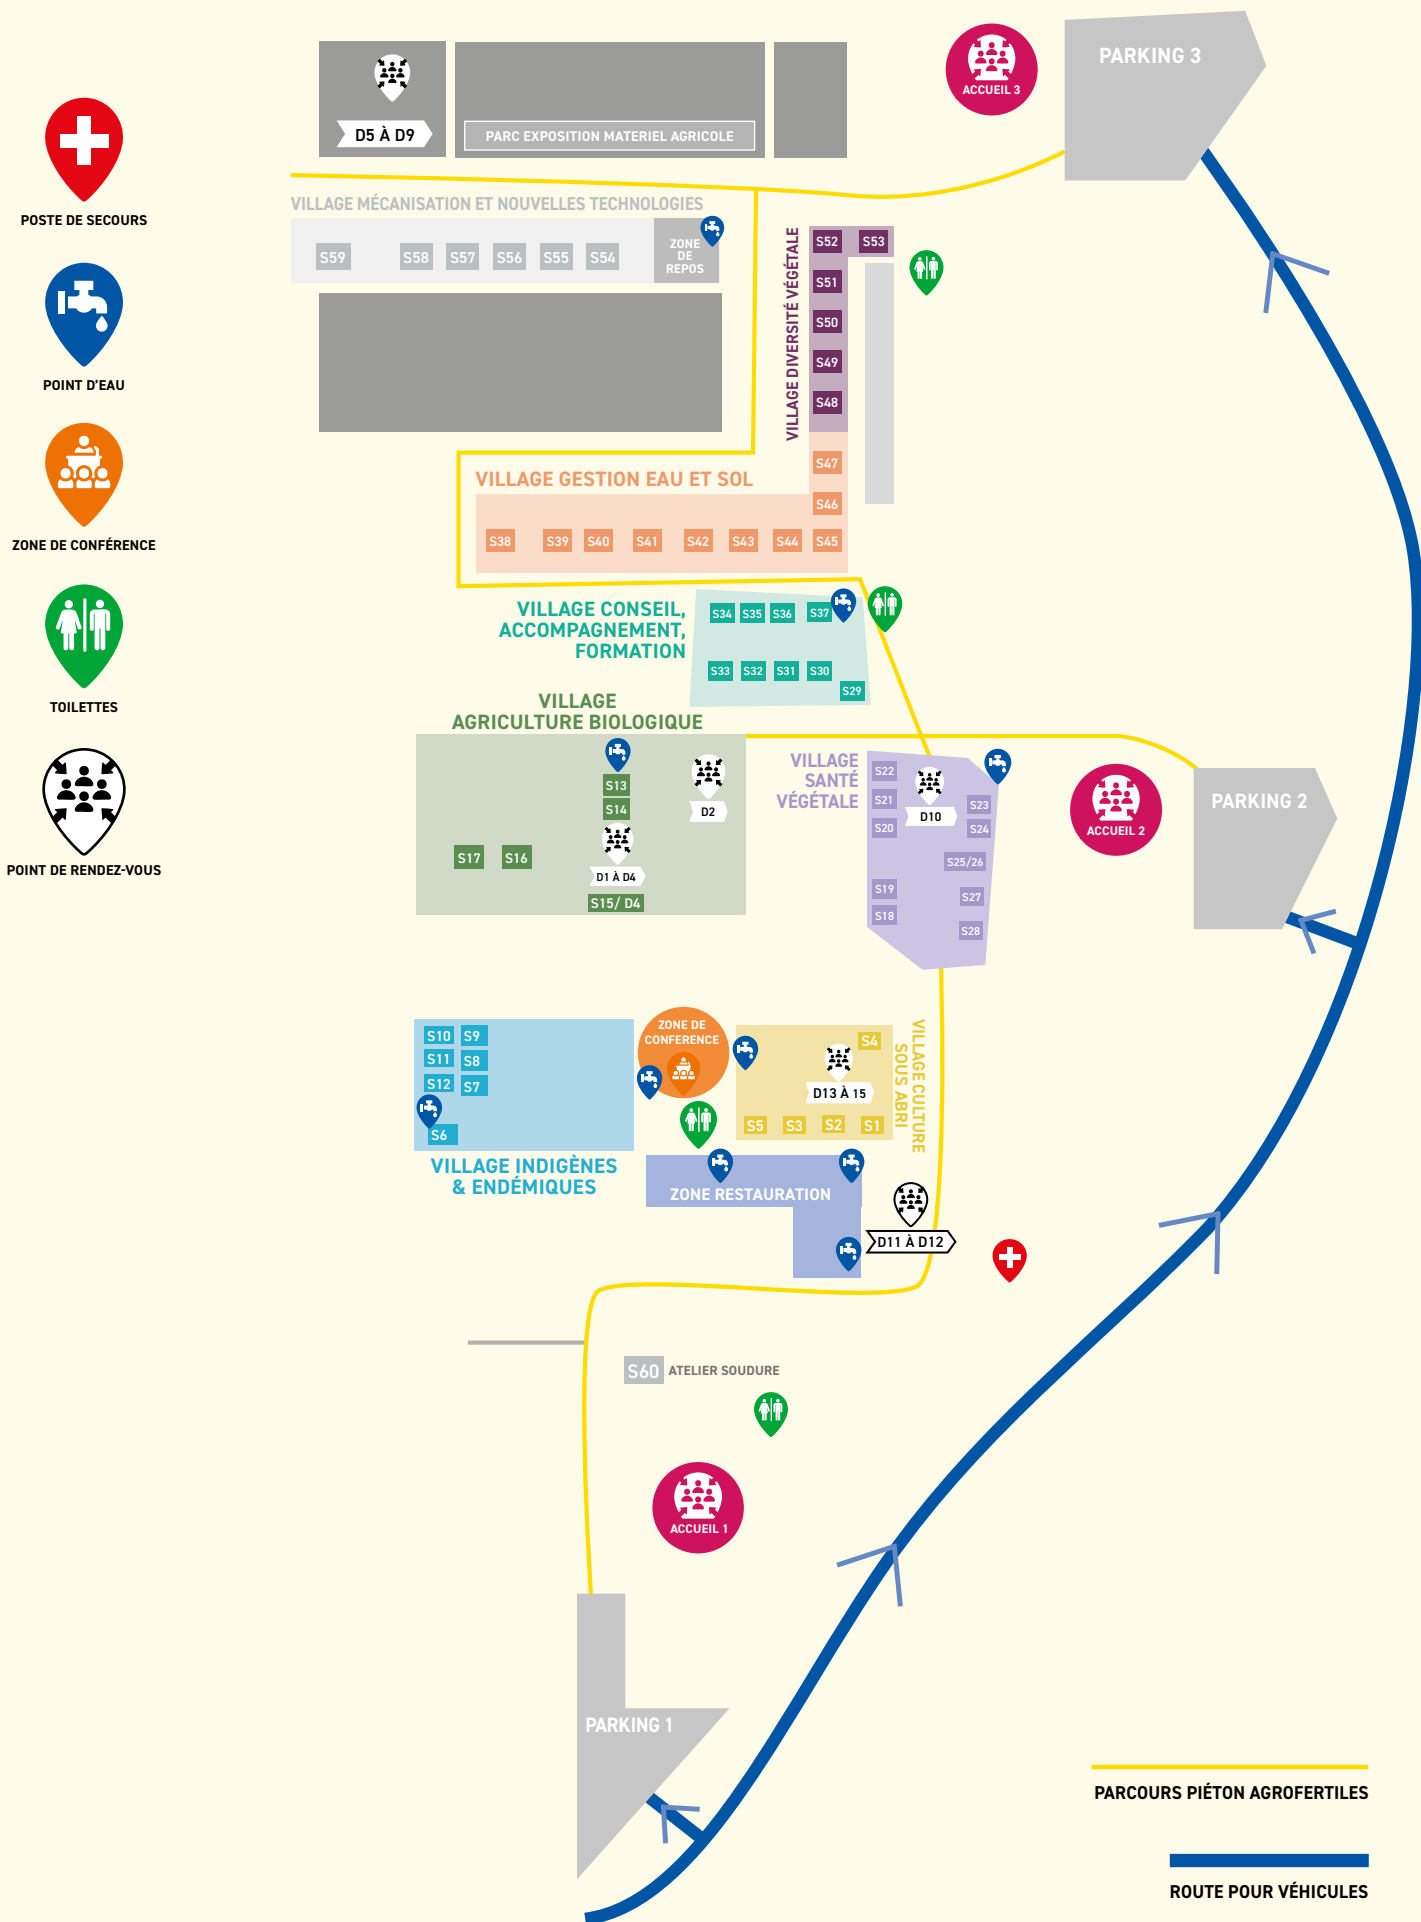 POSTE DE SECOURS
POINT D'EAU
ZONE DE CONFÉRENCE
TOILETTES
POINT DE RENDEZ-VOUS
D5 À D9
PARC EXPOSITION MATERIEL AGRICOLE
ACCUEIL 3
PARKING 3
VILLAGE MÉCANISATION ET NOUVELLES TECHNOLOGIES
S59
S58
S57
S56
S55
S54
ZONE
DE
REPOS
VILLAGE DIVERSITÉ VÉGÉTALE
S52
S53
S51
S50
S49
S48
VILLAGE GESTION EAU ET SOL
S47
S46
S38
S39
S40
S41
S42
S43
S44
S45
VILLAGE CONSEIL,
ACCOMPAGNEMENT,
FORMATION
S34
S35
S36
S37
S33
S32
S31
S30
S29
VILLAGE
AGRICULTURE BIOLOGIQUE
S13
S14
D2
S17
S16
D1 À D4
S15/ D4
VILLAGE
SANTÉ
VÉGÉTALE
S22
S21
S20
D10
S23
S24
S25/26
S19
S27
S18
S28
ACCUEIL 2
PARKING 2
S10
S9
S11
S8
S12
S7
S6
VILLAGE INDIGÈNES
& ENDÉMIQUES
ZONE DE
CONFERENCE
S4
D13 À 15
S5
S3
S2
S1
VILLAGE CULTURE
SOUS ABRI
ZONE RESTAURATION
D11 À D12
S60
ATELIER SOUDURE
ACCUEIL 1
PARKING 1
PARCOURS PIÉTON AGROFERTILES
ROUTE POUR VÉHICULES